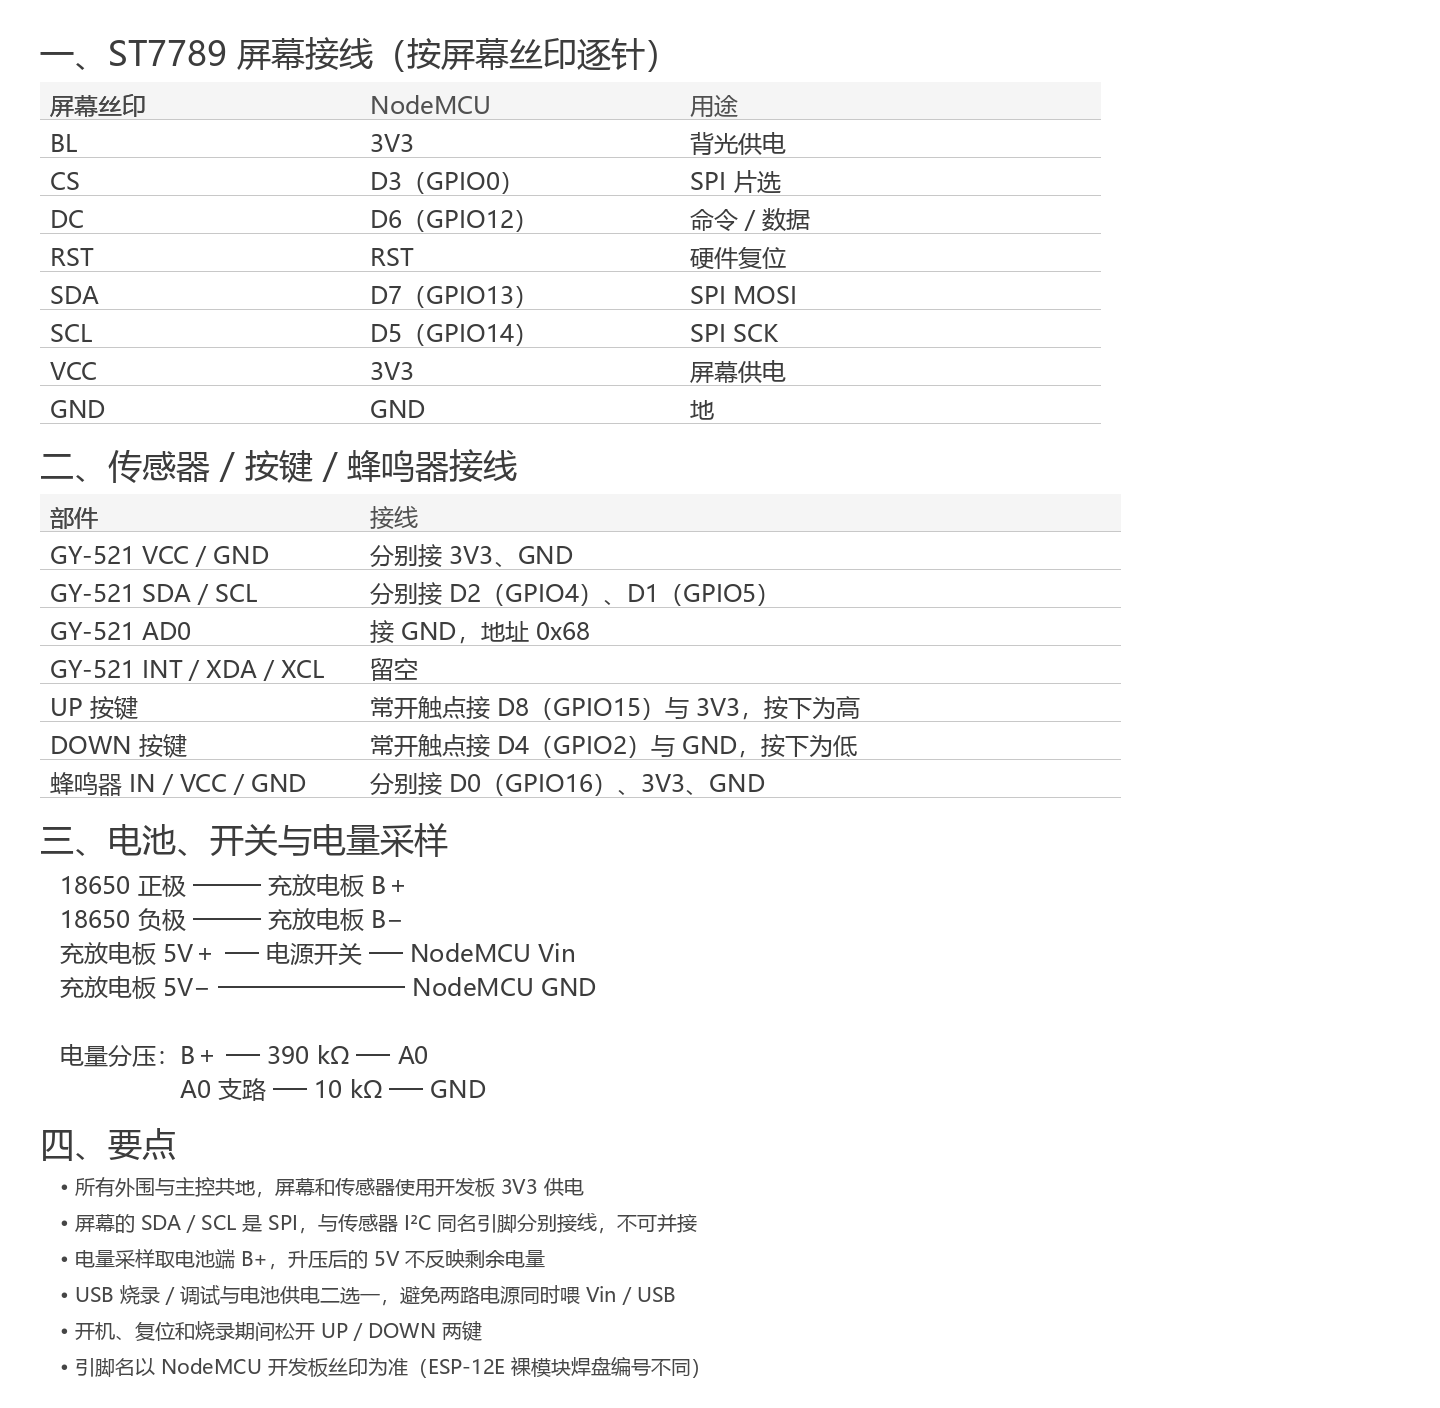 一、ST7789 屏幕接线（按屏幕丝印逐针）
屏幕丝印 NodeMCU 用途
BL 3V3 背光供电
CS D3（GPIO0） SPI 片选
DC D6（GPIO12） 命令 / 数据
RST RST 硬件复位
SDA D7（GPIO13） SPI MOSI
SCL D5（GPIO14） SPI SCK
VCC 3V3 屏幕供电
GND GND 地
二、传感器 / 按键 / 蜂鸣器接线
部件 接线
GY-521 VCC / GND 分别接 3V3、GND
GY-521 SDA / SCL 分别接 D2（GPIO4）、D1（GPIO5）
GY-521 AD0 接 GND，地址 0x68
GY-521 INT / XDA / XCL 留空
UP 按键 常开触点接 D8（GPIO15）与 3V3，按下为高
DOWN 按键 常开触点接 D4（GPIO2）与 GND，按下为低
蜂鸣器 IN / VCC / GND 分别接 D0（GPIO16）、3V3、GND
三、电池、开关与电量采样
18650 正极 ──── 充放电板 B＋
18650 负极 ──── 充放电板 B−
充放电板 5V＋ ── 电源开关 ── NodeMCU Vin
充放电板 5V− ─────────── NodeMCU GND
电量分压：B＋ ── 390 kΩ ── A0
A0 支路 ── 10 kΩ ── GND
四、要点
• 所有外围与主控共地，屏幕和传感器使用开发板 3V3 供电
• 屏幕的 SDA / SCL 是 SPI，与传感器 I²C 同名引脚分别接线，不可并接
• 电量采样取电池端 B+，升压后的 5V 不反映剩余电量
• USB 烧录 / 调试与电池供电二选一，避免两路电源同时喂 Vin / USB
• 开机、复位和烧录期间松开 UP / DOWN 两键
• 引脚名以 NodeMCU 开发板丝印为准（ESP-12E 裸模块焊盘编号不同）